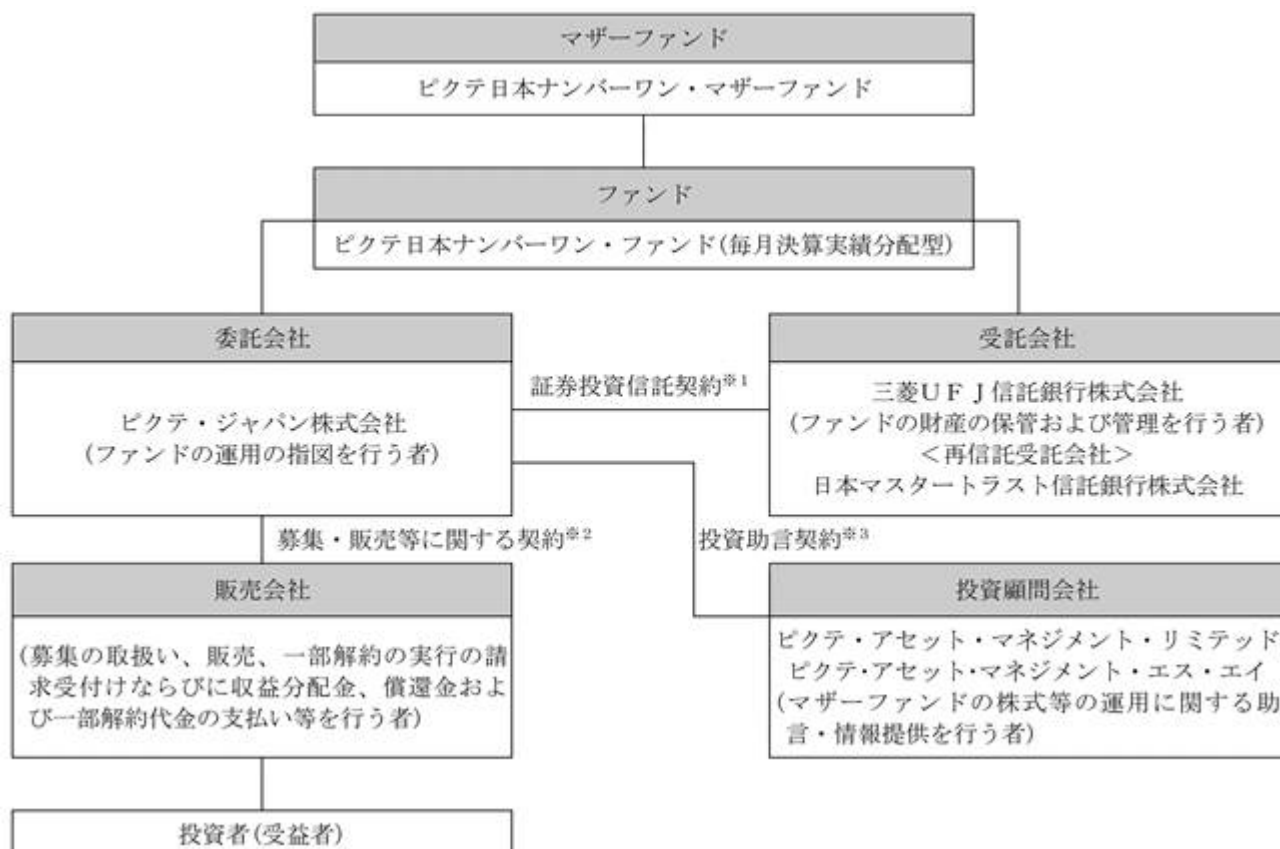 マザーファンド
ピクテ日本ナンバーワン・マザーファンド
ファンド
ピクテ日本ナンバーワン・ファンド(毎月決算実績分配型)
委託会社
ピクテ・ジャパン株式会社
(ファンドの運用の指図を行う者)
証券投資信託契約※1
受託会社
三菱UFJ信託銀行株式会社
(ファンドの財産の保管および管理を行う者)
<再信託受託会社>
日本マスタートラスト信託銀行株式会社
募集・販売等に関する契約※2
投資助言契約※3
販売会社
(募集の取扱い、販売、一部解約の実行の請
求受付けならびに収益分配金、償還金およ
び一部解約代金の支払い等を行う者)
投資顧問会社
ピクテ・アセット・マネジメント・リミテッド
ピクテ・アセット・マネジメント・エス・エイ
(マザーファンドの株式等の運用に関する助
言・情報提供を行う者)
投資者(受益者)